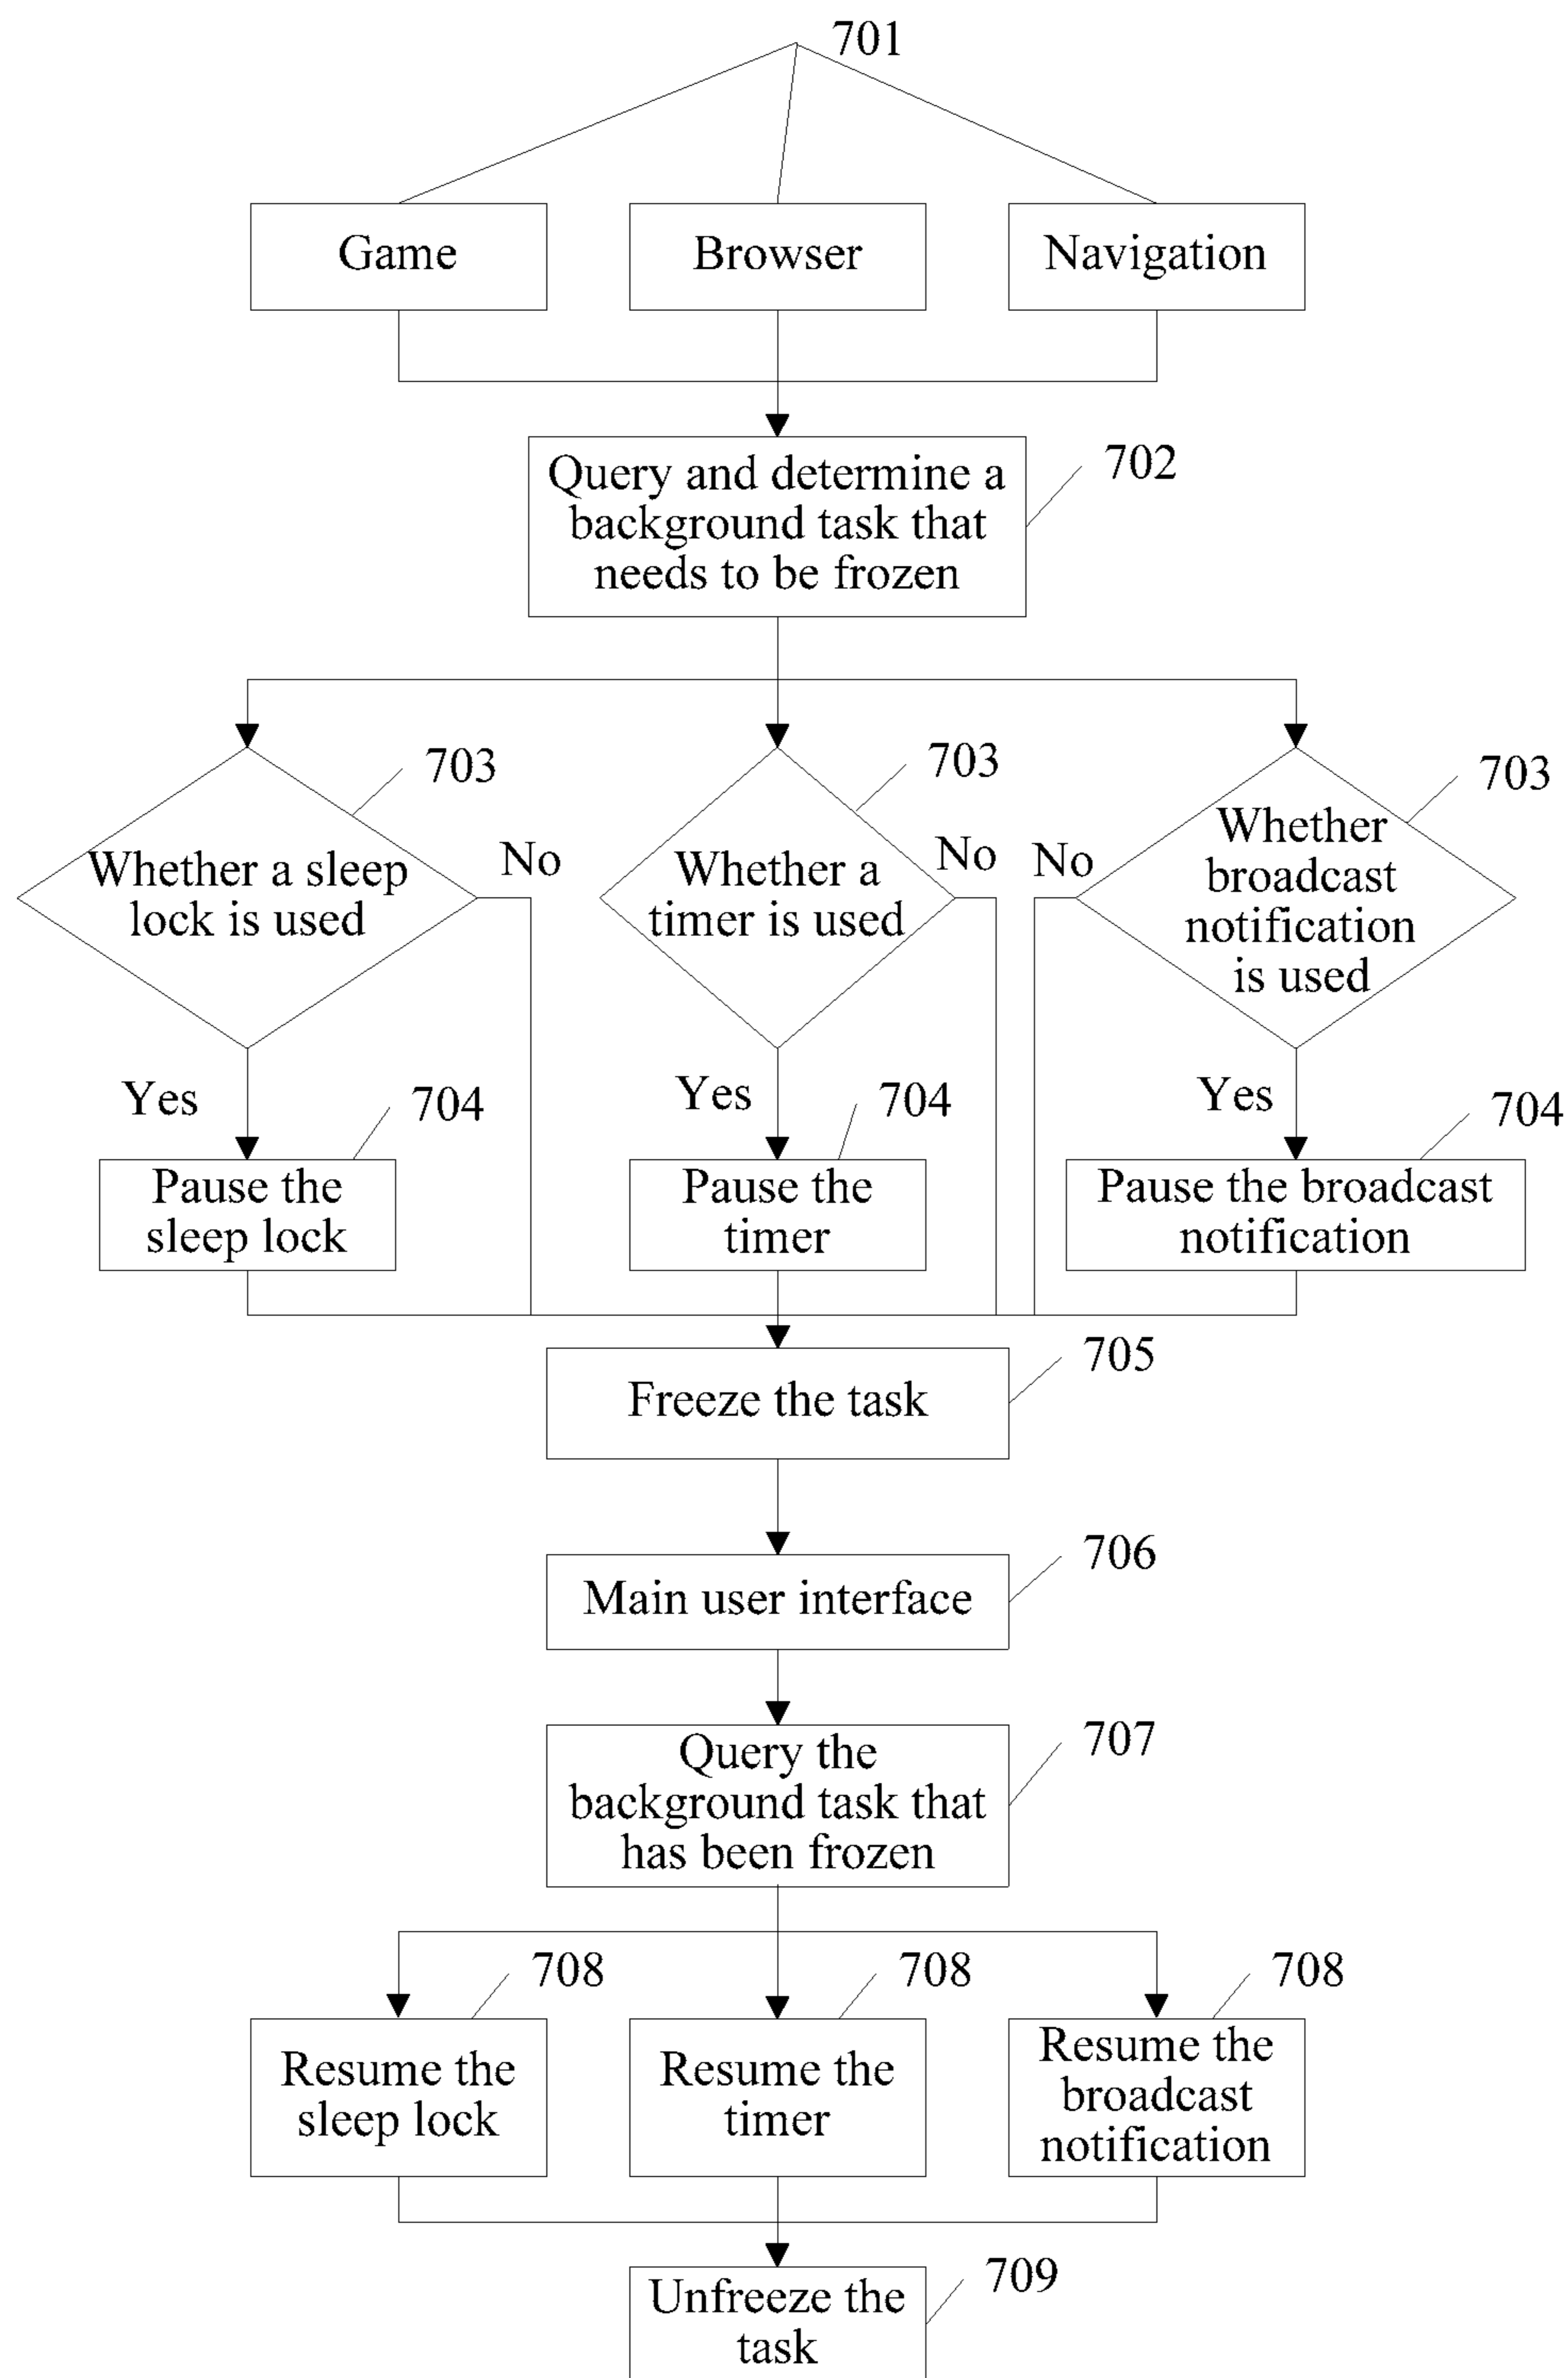 701
Game
Browser
Navigation
702
Query and determine a
background task that
needs to be frozen
703
703
703
Whether a sleep
lock is used
No
Whether a
timer is used
No
No
Whether
broadcast
notification
is used
Yes
704
Yes
704
Yes
704
Pause the
sleep lock
Pause the
timer
Pause the broadcast
notification
705
Freeze the task
706
Main user interface
707
Query the
background task that
has been frozen
708
708
708
Resume the
sleep lock
Resume the
timer
Resume the
broadcast
notification
709
Unfreeze the
task